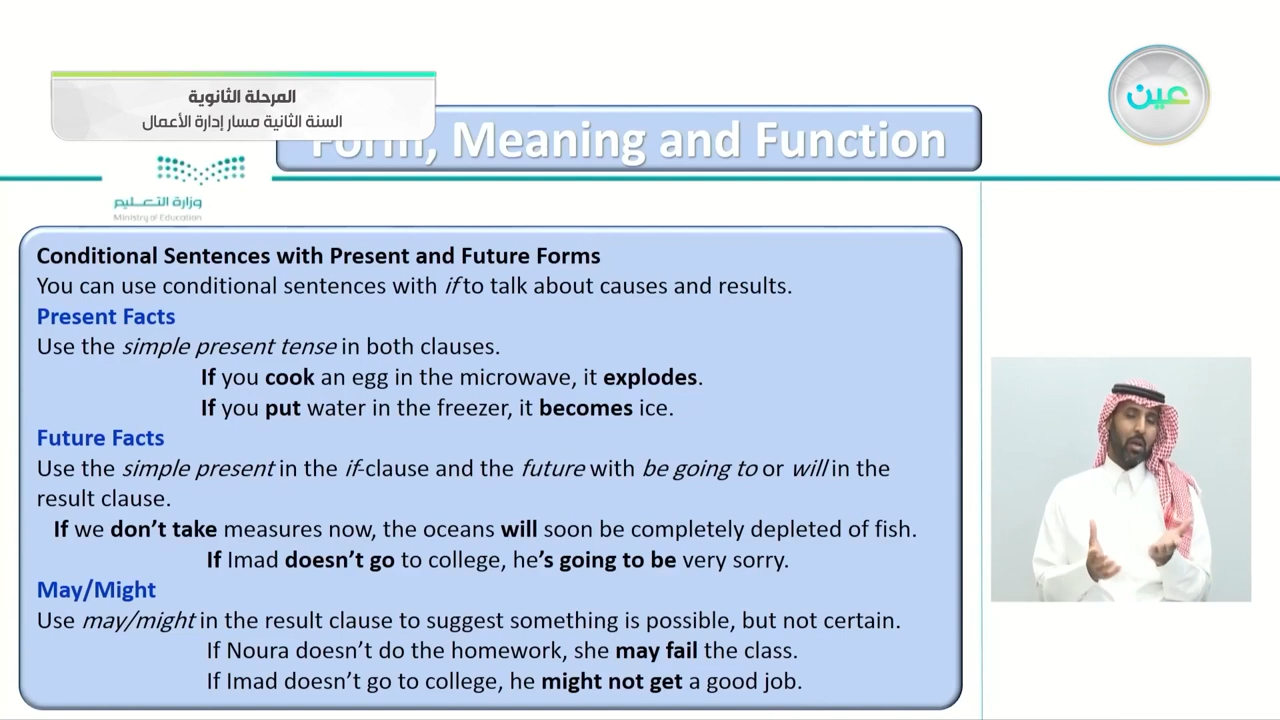 المرحلة الثانوية
السنة الثانية مسار إدارة الأعمال
عين
Form, Meaning and Function
وزارة التعليم
Ministry of Education
Conditional Sentences with Present and Future Forms
You can use conditional sentences with if to talk about causes and results.
Present Facts
Use the simple present tense in both clauses.
If you cook an egg in the microwave, it explodes.
If you put water in the freezer, it becomes ice.
Future Facts
Use the simple present in the if-clause and the future with be going to or will in the
result clause.
If we don’t take measures now, the oceans will soon be completely depleted of fish.
If Imad doesn’t go to college, he’s going to be very sorry.
May/Might
Use may/might in the result clause to suggest something is possible, but not certain.
If Noura doesn’t do the homework, she may fail the class.
If Imad doesn’t go to college, he might not get a good job.